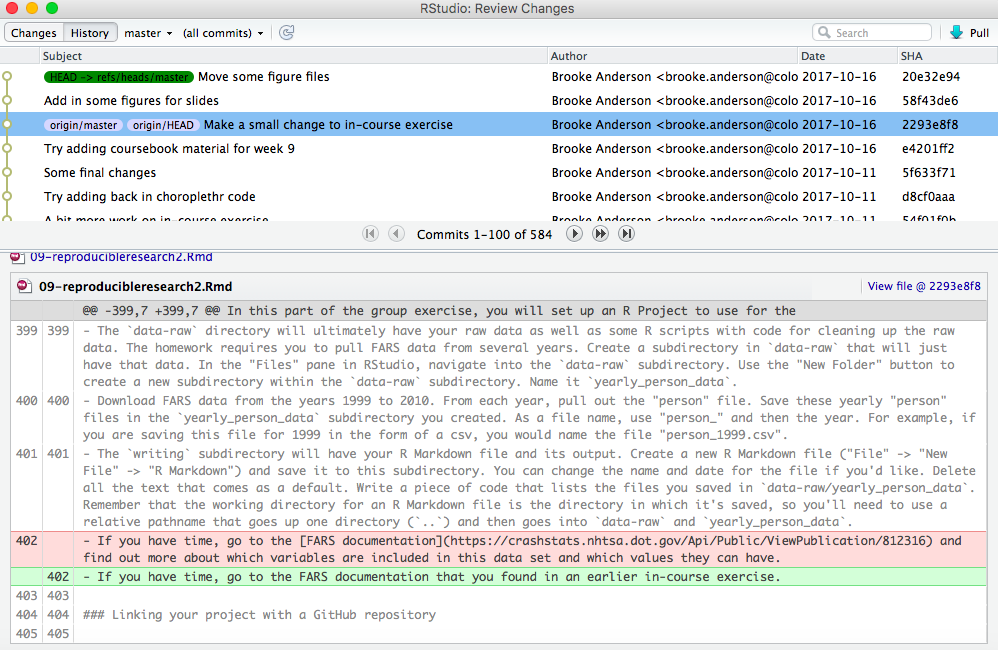 RStudio: Review Changes
Changes History master (all commits) Search Pull
Subject Author Date SHA
HEAD -> refs/heads/master Move some figure files Brooke Anderson <brooke.anderson@colo 2017-10-16 20e32e94
Add in some figures for slides Brooke Anderson <brooke.anderson@colo 2017-10-16 58f43de6
origin/master origin/HEAD Make a small change to in-course exercise Brooke Anderson <brooke.anderson@colo 2017-10-16 2293e8f8
Try adding coursebook material for week 9 Brooke Anderson <brooke.anderson@colo 2017-10-16 e4201ff2
Some final changes Brooke Anderson <brooke.anderson@colo 2017-10-11 5f633f71
Try adding back in choroplethr code Brooke Anderson <brooke.anderson@colo 2017-10-11 d8cf0aaa
A bit more work on in-course exercise Brooke Anderson <brooke.anderson@colo 2017-10-11 54f01f0b
Commits 1-100 of 584
09-reproducibleresearch2.Rmd
09-reproducibleresearch2.Rmd View file @ 2293e8f8
@@ -399,7 +399,7 @@ In this part of the group exercise, you will set up an R Project to use for the
399 399 - The `data-raw` directory will ultimately have your raw data as well as some R scripts with code for cleaning up the raw
data. The homework requires you to pull FARS data from several years. Create a subdirectory in `data-raw` that will just
have that data. In the "Files" pane in RStudio, navigate into the `data-raw` subdirectory. Use the "New Folder" button to
create a new subdirectory within the `data-raw` subdirectory. Name it `yearly_person_data`.
400 400 - Download FARS data from the years 1999 to 2010. From each year, pull out the "person" file. Save these yearly "person"
files in the `yearly_person_data` subdirectory you created. As a file name, use "person_" and then the year. For example, if
you are saving this file for 1999 in the form of a csv, you would name the file "person_1999.csv".
401 401 - The `writing` subdirectory will have your R Markdown file and its output. Create a new R Markdown file ("File" -> "New
File" -> "R Markdown") and save it to this subdirectory. You can change the name and date for the file if you'd like. Delete
all the text that comes as a default. Write a piece of code that lists the files you saved in `data-raw/yearly_person_data`.
Remember that the working directory for an R Markdown file is the directory in which it's saved, so you'll need to use a
relative pathname that goes up one directory (`..`) and then goes into `data-raw` and `yearly_person_data`.
402 - If you have time, go to the [FARS documentation](https://crashstats.nhtsa.dot.gov/Api/Public/ViewPublication/812316) and
find out more about which variables are included in this data set and which values they can have.
402 - If you have time, go to the FARS documentation that you found in an earlier in-course exercise.
403 403
404 404 ### Linking your project with a GitHub repository
405 405